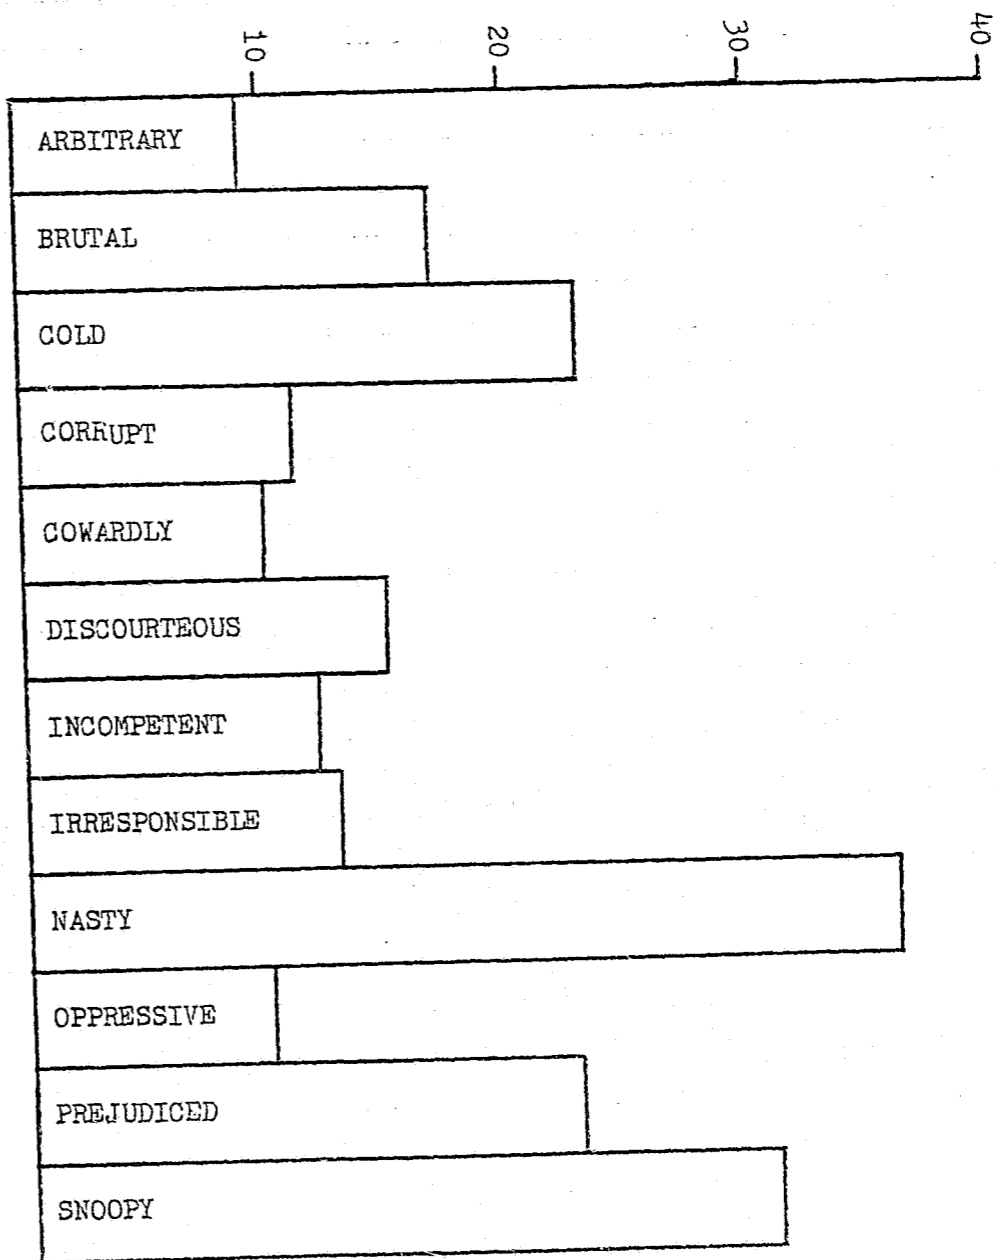 10
20
30
40
ARBITRARY
BRUTAL
COLD
CORRUPT
COWARDLY
DISCOURTEOUS
INCOMPETENT
IRRESPONSIBLE
NASTY
OPPRESSIVE
PREJUDICED
SNOOPY